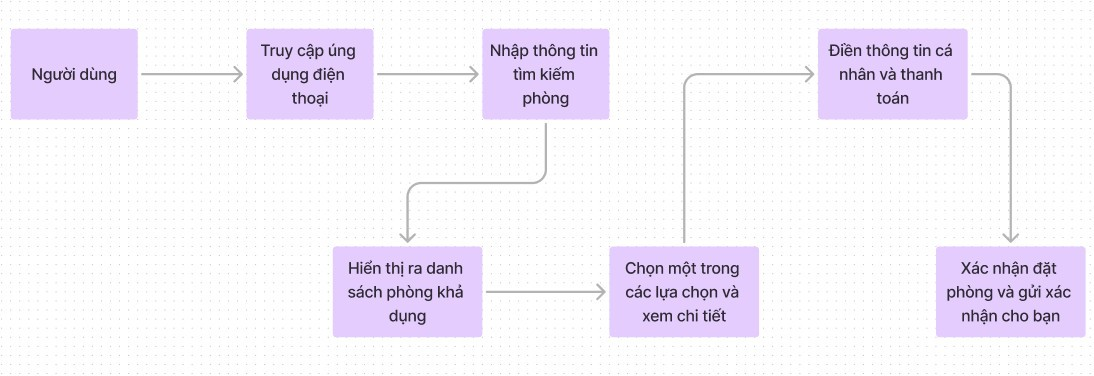 Người dùng
Truy cập ứng
dụng điện
thoại
Nhập thông tin
tìm kiếm
phòng
Hiển thị ra danh
sách phòng khả
dụng
Chọn một trong
các lựa chọn và
xem chi tiết
Điền thông tin cá
nhân và thanh
toán
Xác nhận đặt
phòng và gửi xác
nhận cho bạn